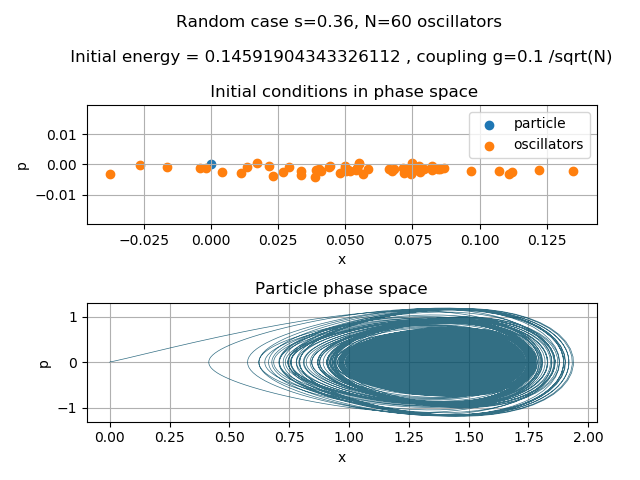 Random case s=0.36, N=60 oscillators
Initial energy = 0.14591904343326112 , coupling g=0.1 /sqrt(N)
Initial conditions in phase space
particle
oscillators
0.01
0.00
−0.01
p
−0.025 0.000 0.025 0.050 0.075 0.100 0.125
x
Particle phase space
1
0
−1
p
0.00 0.25 0.50 0.75 1.00 1.25 1.50 1.75 2.00
x